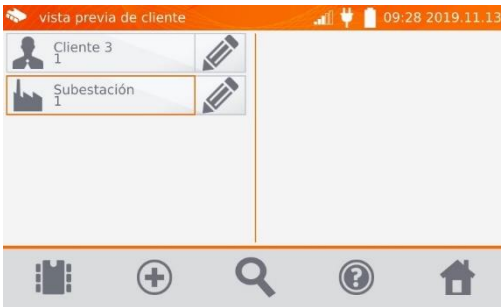 vista previa de cliente
09:28 2019.11.13
Cliente 3
1
Subestación
1